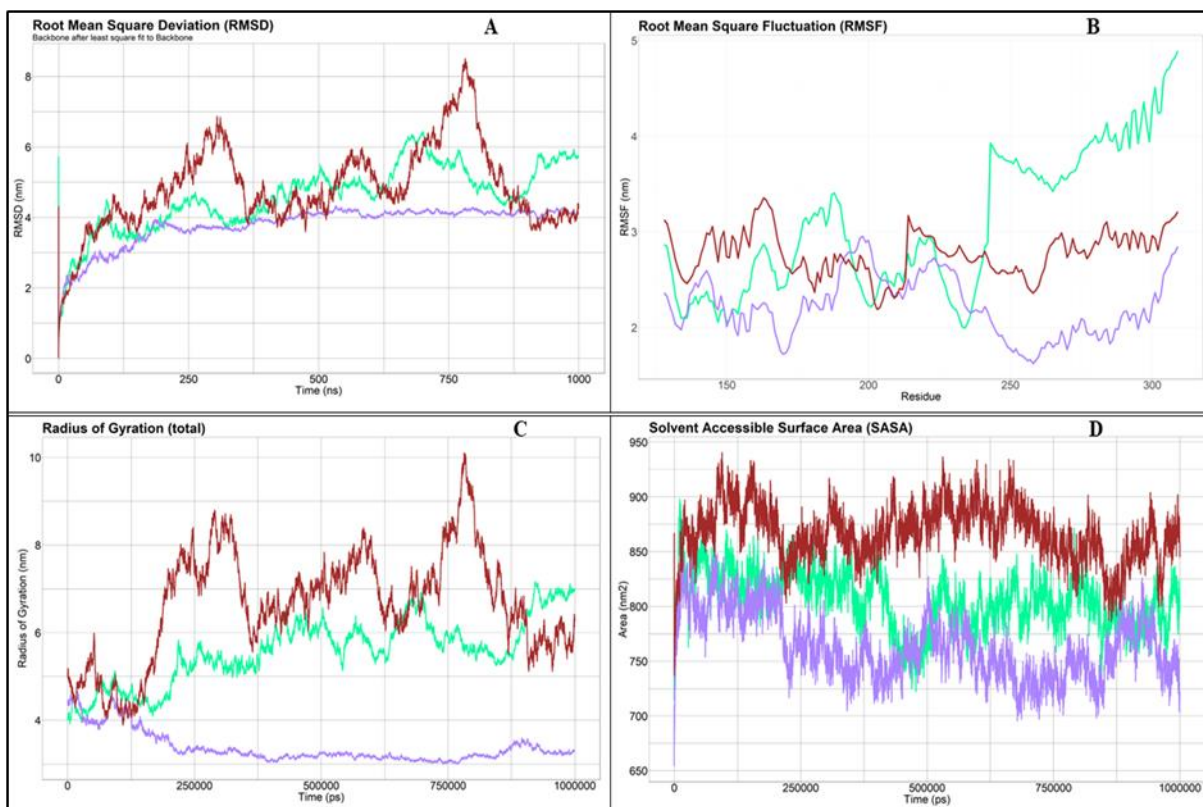 Root Mean Square Deviation (RMSD)
A
Backbone after least square fit to Backbone
8
6
4
2
0
RMSD (nm)
0 250 500 750 1000
Time (ns)
Root Mean Square Fluctuation (RMSF)
B
5
4
3
2
RMSF (nm)
150 200 250 300
Residue
Radius of Gyration (total)
C
10
8
6
4
Radius of Gyration (nm)
0 250000 500000 750000 1000000
Time (ps)
Solvent Accessible Surface Area (SASA)
D
950
900
850
800
750
700
650
Area (nm2)
0 250000 500000 750000 100000
Time (ps)